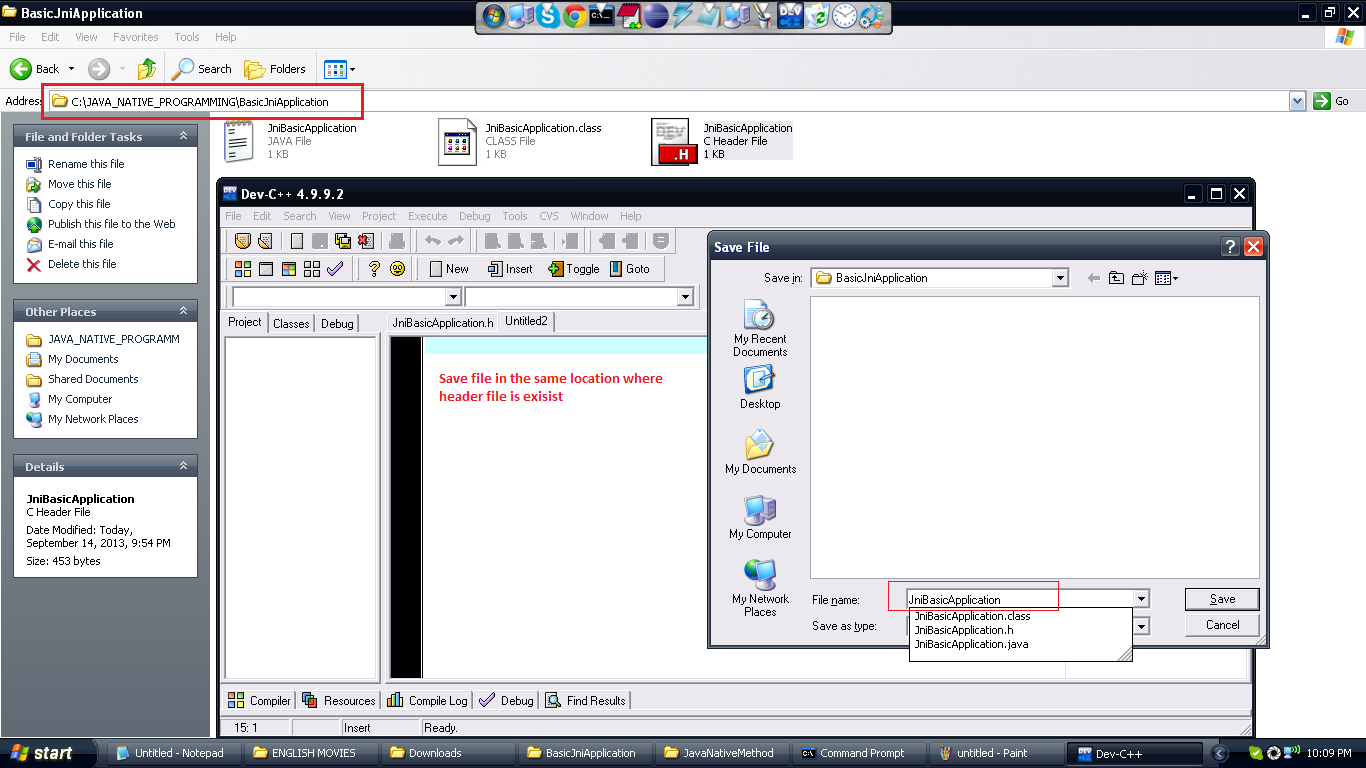 BasicJniApplication
File Edit View Favorites Tools Help
Back Search Folders
Address C:\JAVA_NATIVE_PROGRAMMING\BasicJniApplication Go
File and Folder Tasks
Rename this file
Move this file
Copy this file
Publish this file to the Web
E-mail this file
Delete this file
Other Places
JAVA_NATIVE_PROGRAMM
My Documents
Shared Documents
My Computer
My Network Places
Details
JniBasicApplication
C Header File
Date Modified: Today,
September 14, 2013, 9:54 PM
Size: 453 bytes
JniBasicApplication
JAVA File
1 KB
JniBasicApplication.class
CLASS File
1 KB
DEV
.H
JniBasicApplication
C Header File
1 KB
Dev-C++ 4.9.9.2
File Edit Search View Project Execute Debug Tools CVS Window Help
New Insert Toggle Goto
Project Classes Debug
JniBasicApplication.h Untitled2
Save file in the same location where
header file is exisist
Compiler Resources Compile Log Debug Find Results
15: 1 Insert Ready.
Save File
Save in: BasicJniApplication
My Recent
Documents
Desktop
My Documents
My Computer
My Network
Places
File name: JniBasicApplication Save
Save as type: Cancel
JniBasicApplication.class
JniBasicApplication.h
JniBasicApplication.java
start Untitled - Notepad ENGLISH MOVIES Downloads BasicJniApplication JavaNativeMethod Command Prompt untitled - Paint Dev-C++ 10:09 PM